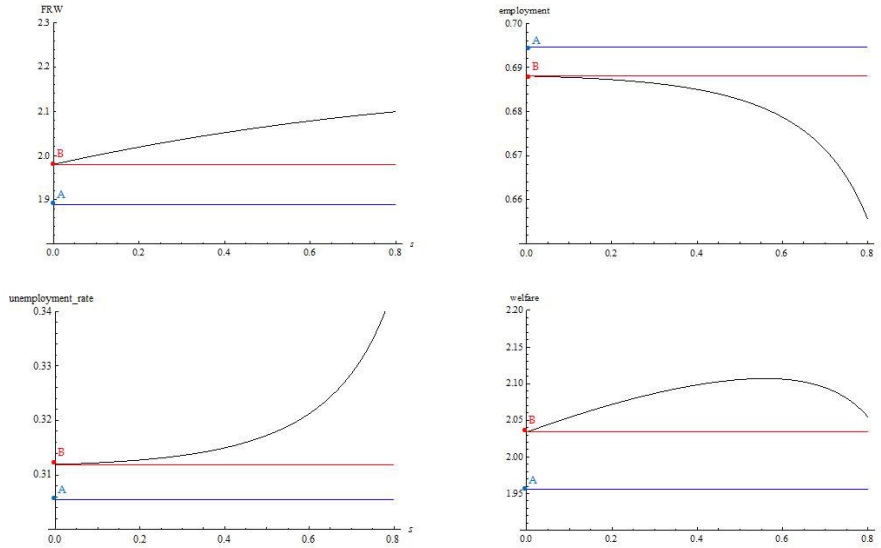 FRW
2.3
2.2
2.1
2.0
1.9
B
A
0.0 0.2 0.4 0.6 0.8 s
employment
0.70
0.69
0.68
0.67
0.66
A
B
0.0 0.2 0.4 0.6 0.8
unemployment_rate
0.34
0.33
0.32
0.31
B
A
0.0 0.2 0.4 0.6 0.8 s
welfare
2.20
2.15
2.10
2.05
2.00
1.95
B
A
0.0 0.2 0.4 0.6 0.8